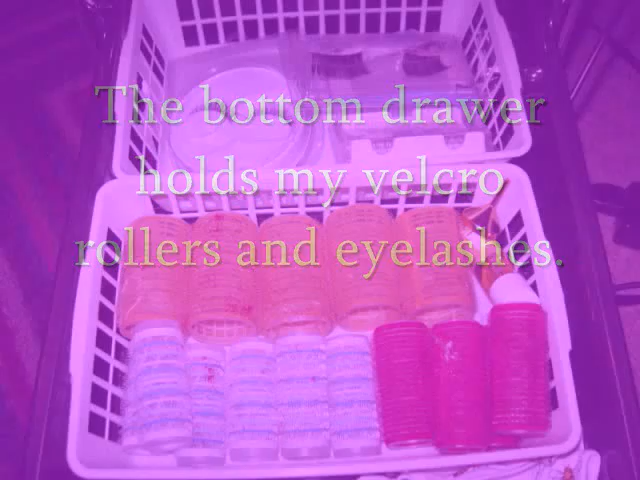 The bottom drawer
holds my velcro
rollers and eyelashes.